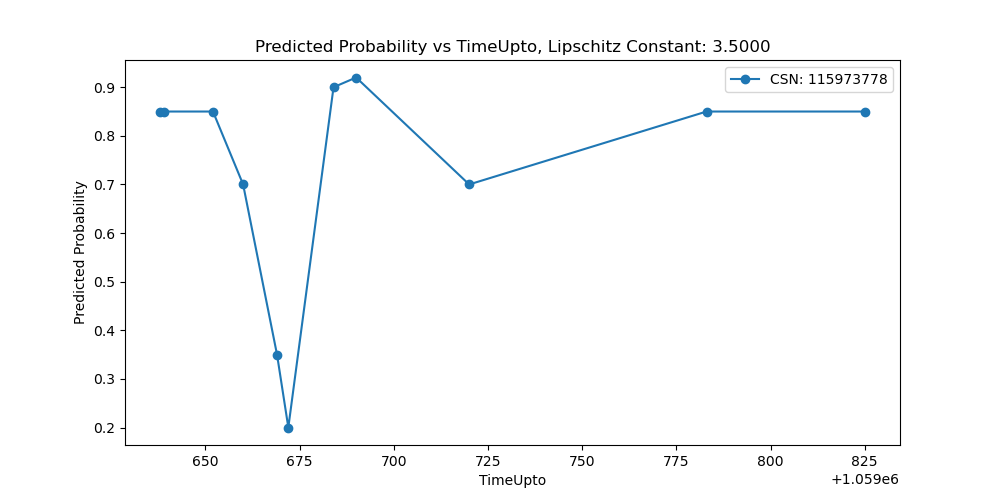 Predicted Probability vs TimeUpto, Lipschitz Constant: 3.5000
CSN: 115973778
Predicted Probability
0.9
0.8
0.7
0.6
0.5
0.4
0.3
0.2
650 675 700 725 750 775 800 825
TimeUpto
+1.059e6